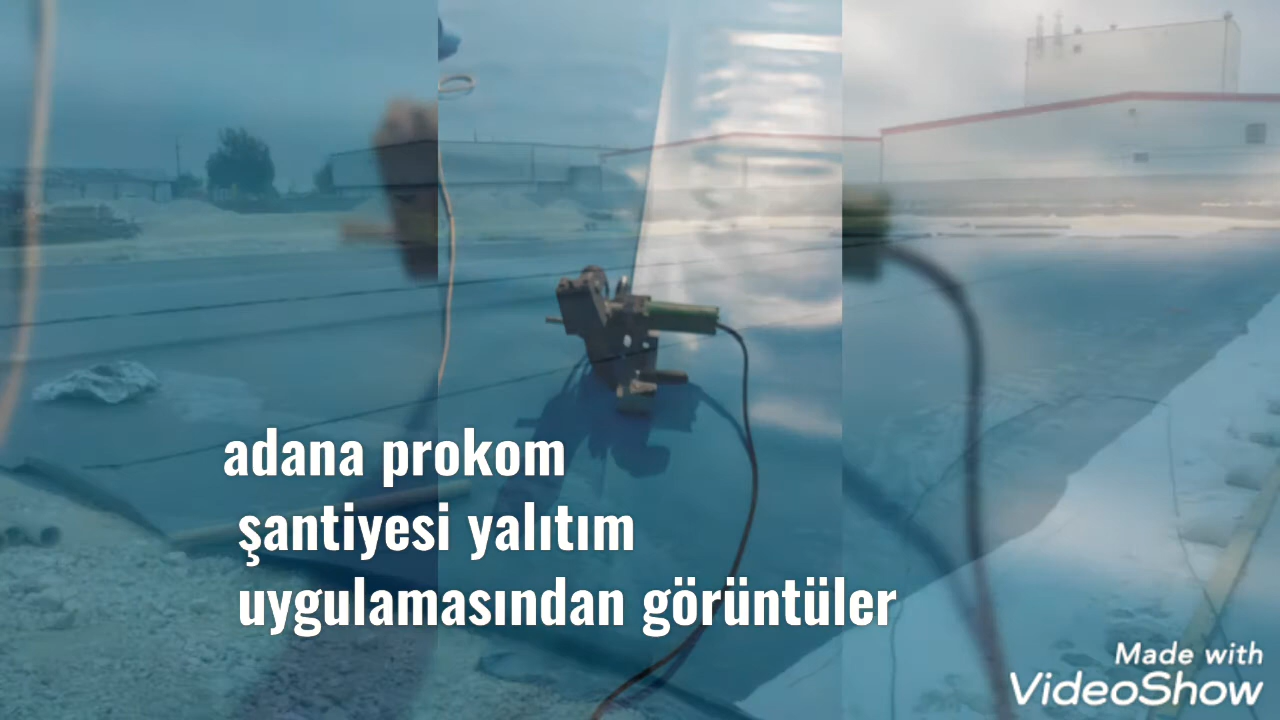 adana prokom
şantiyesi yalıtım
uygulamasından görüntüler
Made with
VideoShow